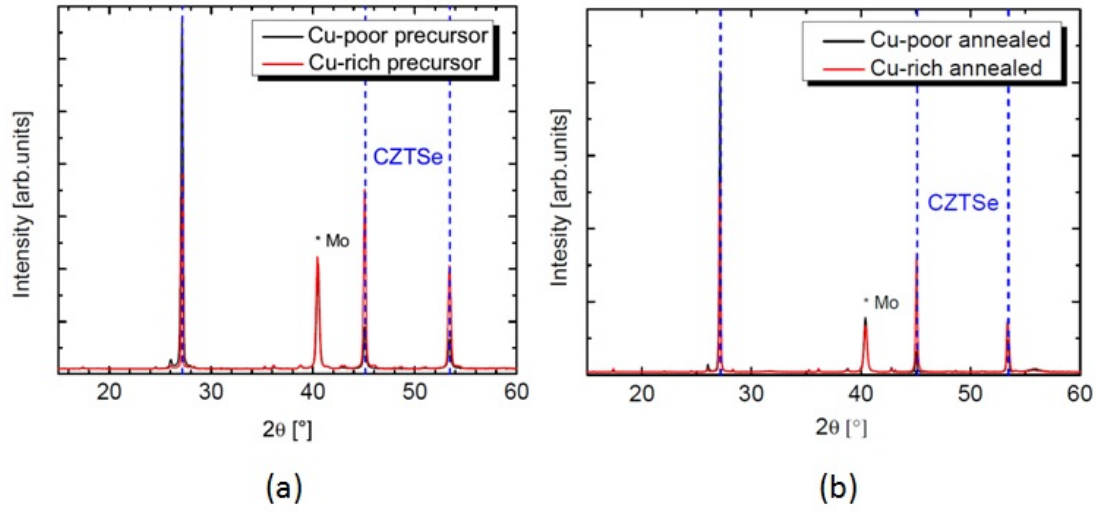 Cu-poor precursor
Cu-rich precursor
CZTSe
* Mo
Intensity [arb.units]
20 30 40 50 60
2θ [°]
(a)
Cu-poor annealed
Cu-rich annealed
CZTSe
* Mo
Intesity [arb.units]
20 30 40 50 60
2θ [°]
(b)